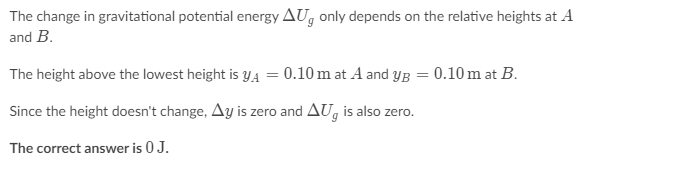 The change in gravitational potential energy ΔU_g only depends on the relative heights at A
and B.
The height above the lowest height is y_A = 0.10 m at A and y_B = 0.10 m at B.
Since the height doesn't change, Δy is zero and ΔU_g is also zero.
The correct answer is 0 J.